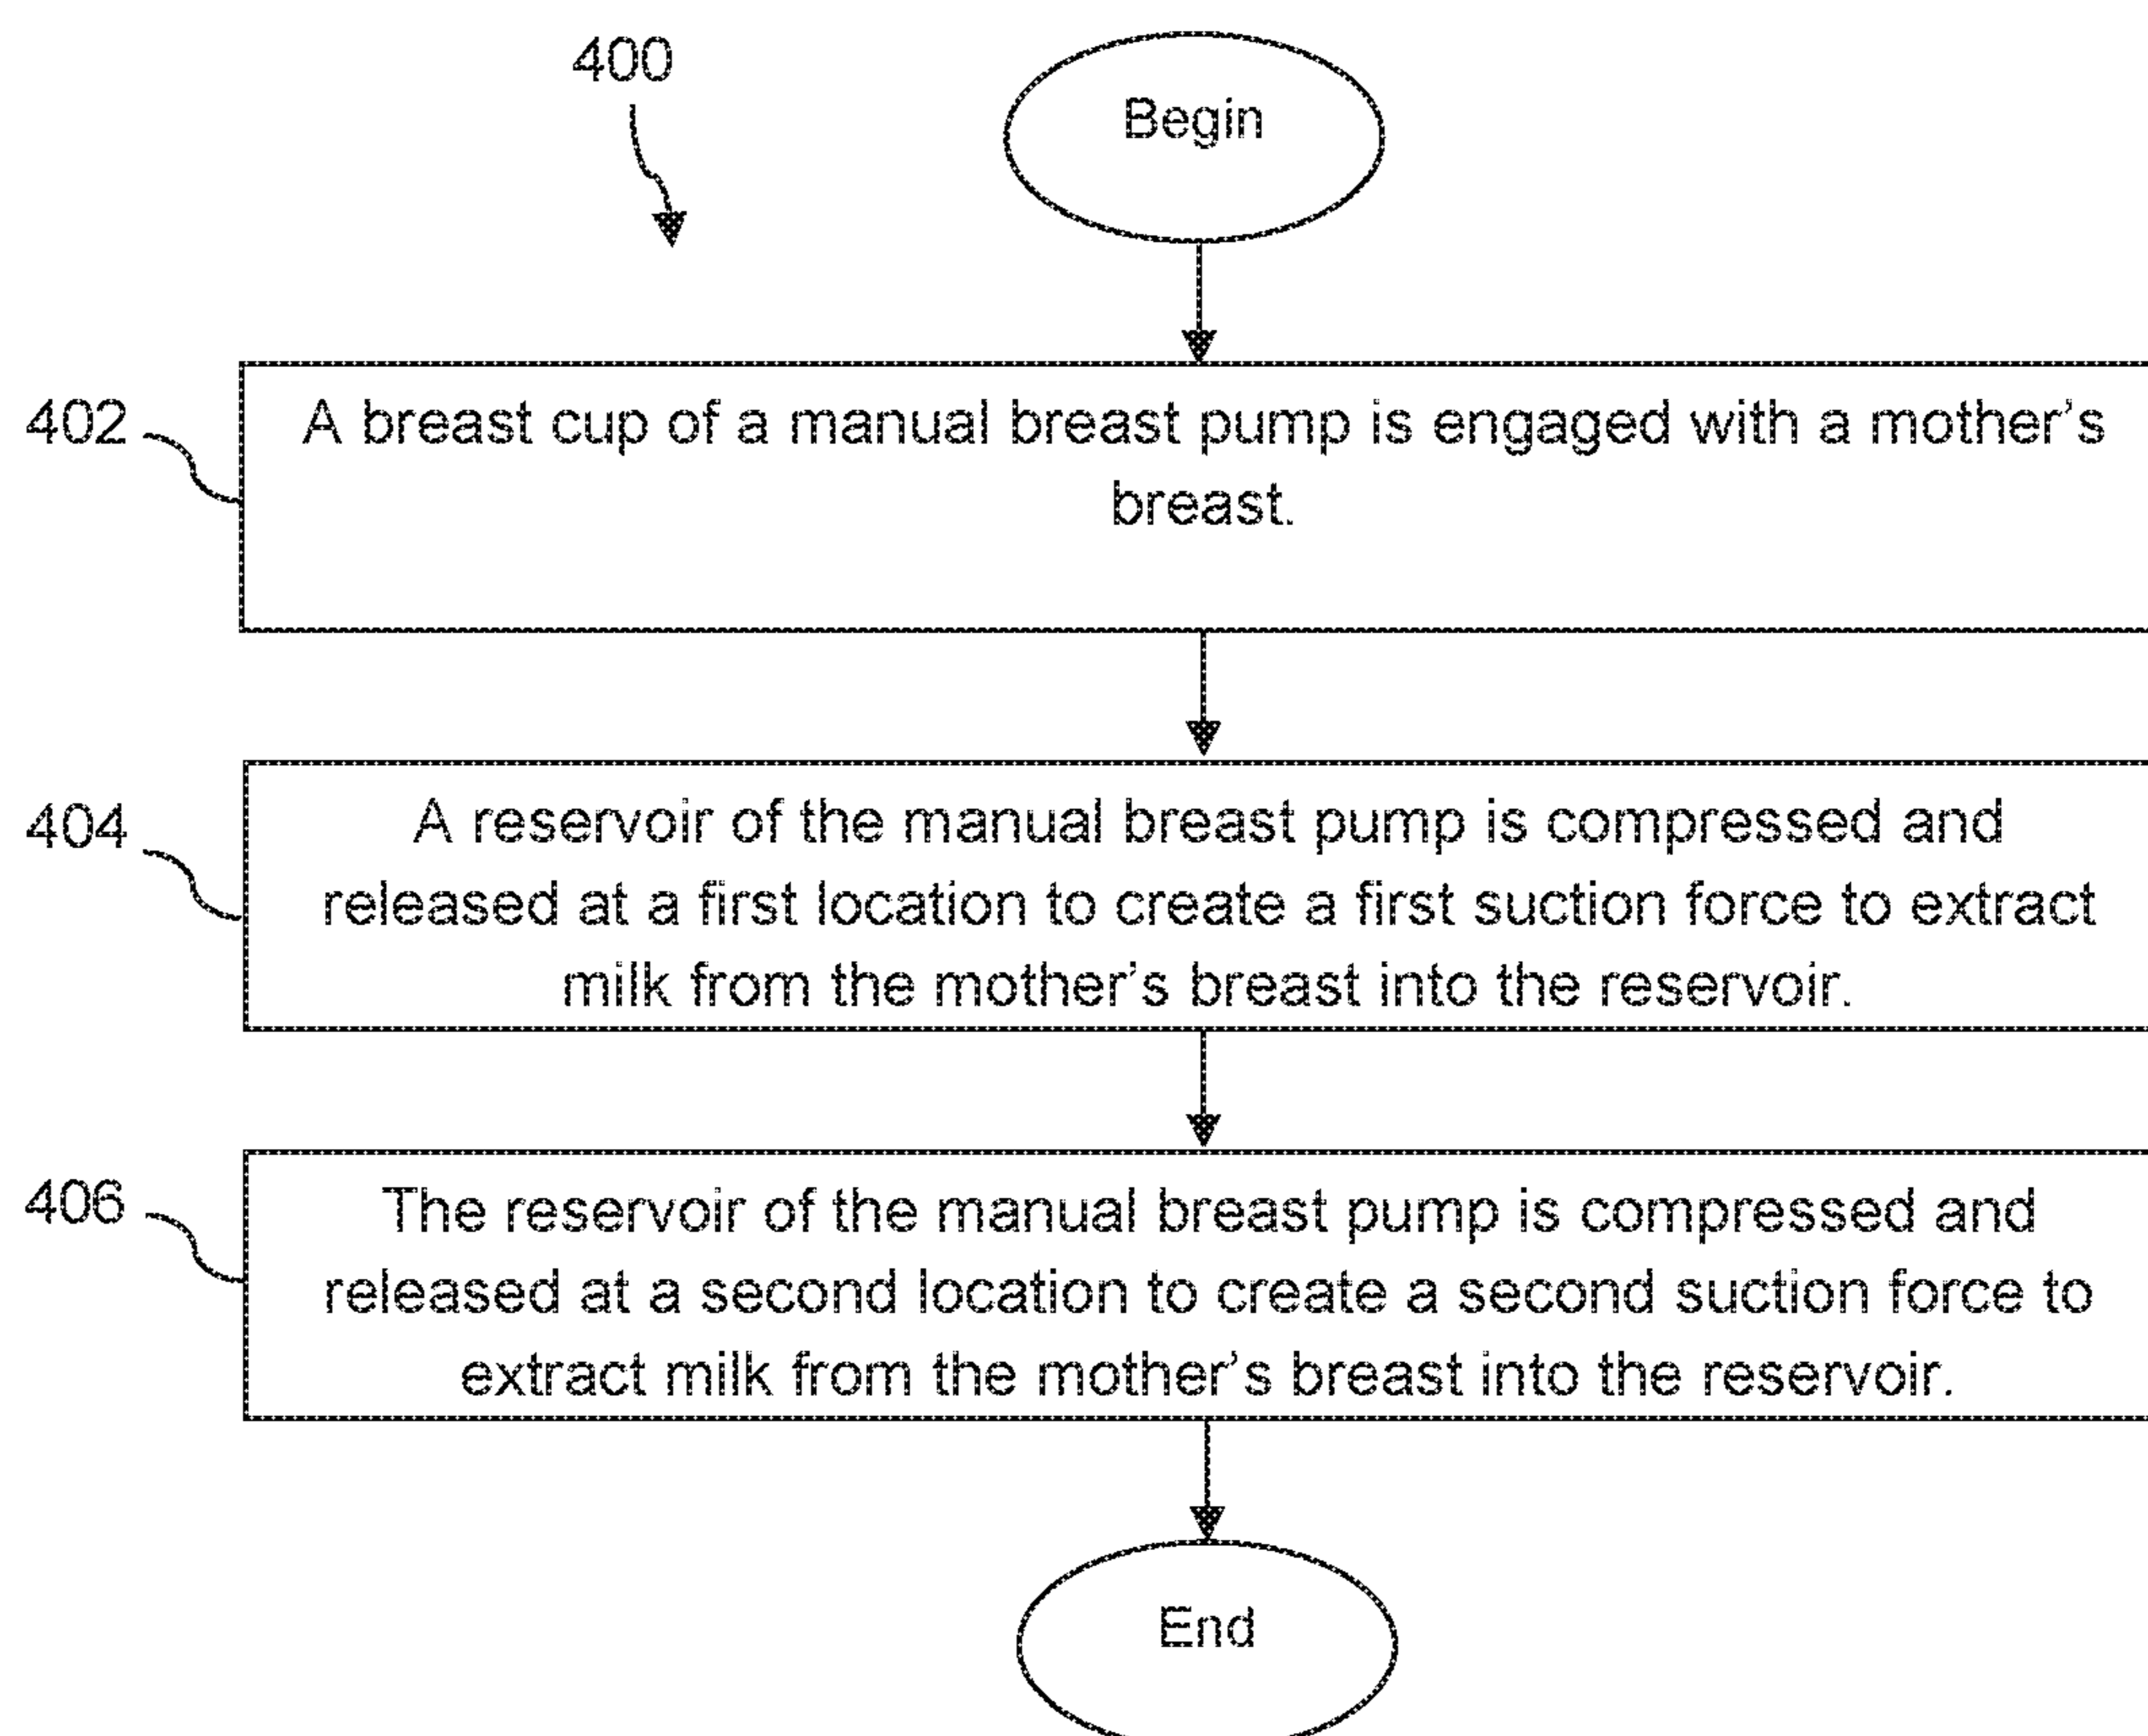 400
Begin
402
A breast cup of a manual breast pump is engaged with a mother's
breast.
404
A reservoir of the manual breast pump is compressed and
released at a first location to create a first suction force to extract
milk from the mother's breast into the reservoir.
406
The reservoir of the manual breast pump is compressed and
released at a second location to create a second suction force to
extract milk from the mother's breast into the reservoir.
End